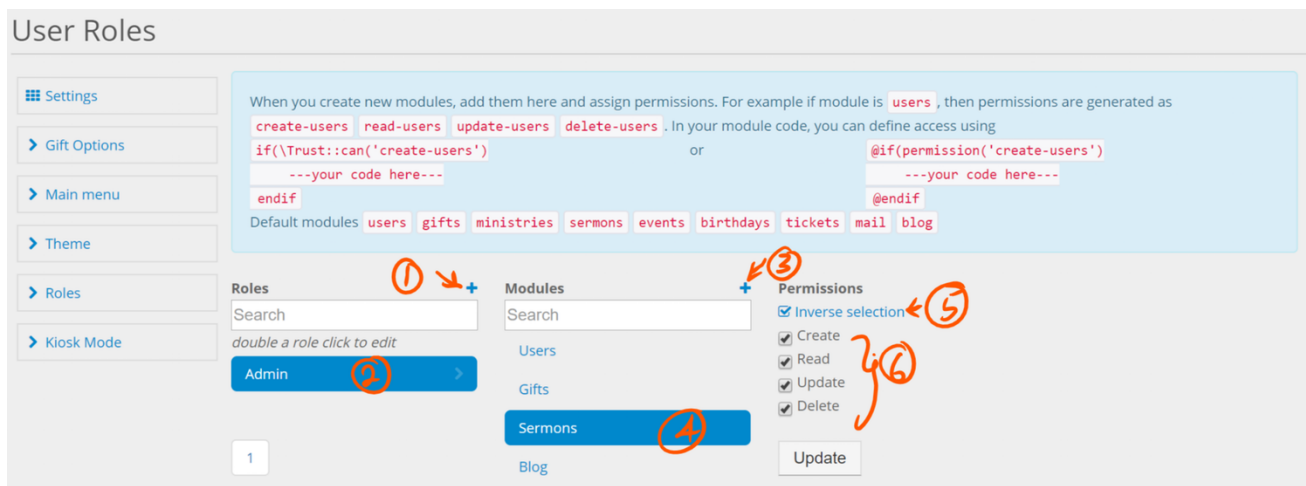 User Roles
Settings
Gift Options
Main menu
Theme
Roles
Kiosk Mode
When you create new modules, add them here and assign permissions. For example if module is users , then permissions are generated as
create-users read-users update-users delete-users . In your module code, you can define access using
if(\Trust::can('create-users') or @if(permission('create-users')
---your code here--- ---your code here---
endif @endif
Default modules users gifts ministries sermons events birthdays tickets mail blog
1 3
Roles + Modules + Permissions
Search Search Inverse selection 5
double a role click to edit
Admin 2
1
Users
Gifts
Sermons 4
Blog
Create
Read 6
Update
Delete
Update